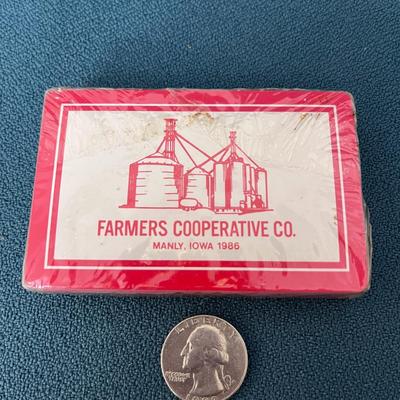 FARMERS COOPERATIVE CO.
MANLY, IOWA 1986
LIBERTY